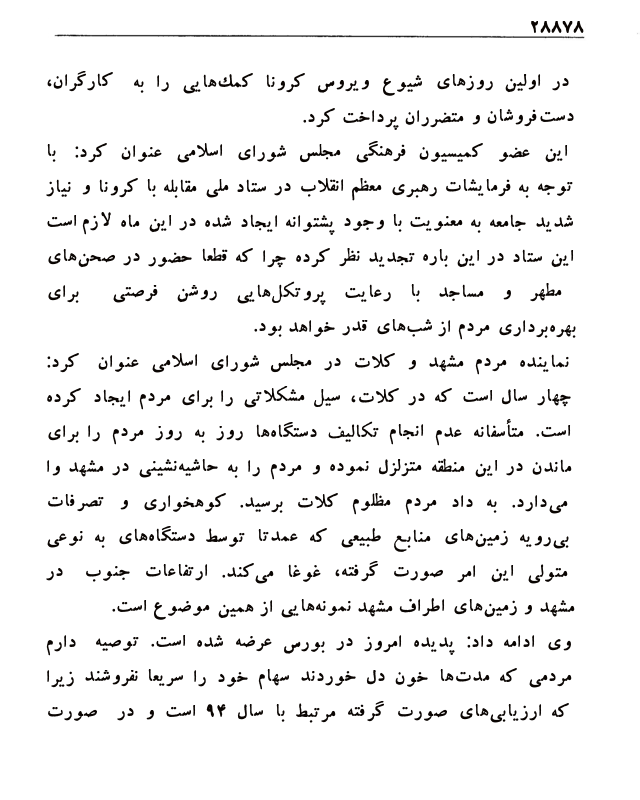 ۲۸۸۷۸
در اولین روزهای شیوع ویروس کرونا کمك‌هایی را به کارگران،
دست‌فروشان و متضرران پرداخت کرد.
این عضو کمیسیون فرهنگی مجلس شورای اسلامی عنوان کرد: با
توجه به فرمایشات رهبری معظم انقلاب در ستاد ملی مقابله با کرونا و نیاز
شدید جامعه به معنویت با وجود پشتوانه ایجاد شده در این ماه لازم است
این ستاد در این باره تجدید نظر کرده چرا که قطعا حضور در صحن‌های
مطهر و مساجد با رعایت پروتکل‌هایی روشن فرصتی برای
بهره‌برداری مردم از شب‌های قدر خواهد بود.
نماینده مردم مشهد و کلات در مجلس شورای اسلامی عنوان کرد:
چهار سال است که در کلات، سیل مشکلاتی را برای مردم ایجاد کرده
است. متأسفانه عدم انجام تکالیف دستگاه‌ها روز به روز مردم را برای
ماندن در این منطقه متزلزل نموده و مردم را به حاشیه‌نشینی در مشهد وا
می‌دارد. به داد مردم مظلوم کلات برسید. کوهخواری و تصرفات
بی‌رویه زمین‌های منابع طبیعی که عمدتا توسط دستگاه‌های به نوعی
متولی این امر صورت گرفته، غوغا می‌کند. ارتفاعات جنوب در
مشهد و زمین‌های اطراف مشهد نمونه‌هایی از همین موضوع است.
وی ادامه داد: پدیده امروز در بورس عرضه شده است. توصیه دارم
مردمی که مدت‌ها خون دل خوردند سهام خود را سریعا نفروشند زیرا
که ارزیابی‌های صورت گرفته مرتبط با سال ۹۴ است و در صورت